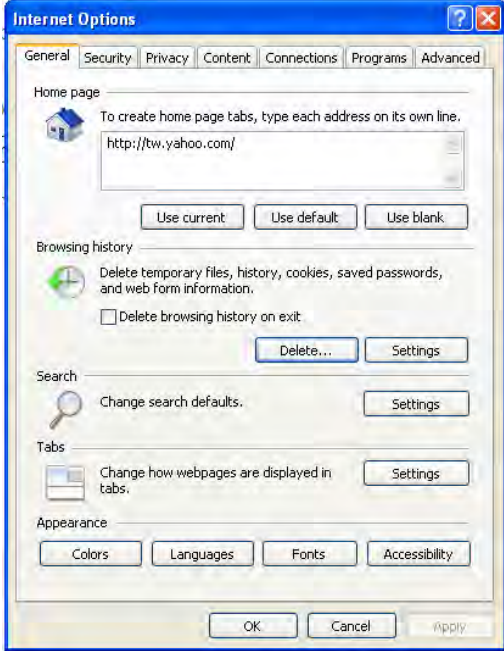 Internet Options
General Security Privacy Content Connections Programs Advanced
Home page
To create home page tabs, type each address on its own line.
http://tw.yahoo.com/
Use current Use default Use blank
Browsing history
Delete temporary files, history, cookies, saved passwords,
and web form information.
Delete browsing history on exit
Delete... Settings
Search
Change search defaults. Settings
Tabs
Change how webpages are displayed in
tabs. Settings
Appearance
Colors Languages Fonts Accessibility
OK Cancel Apply